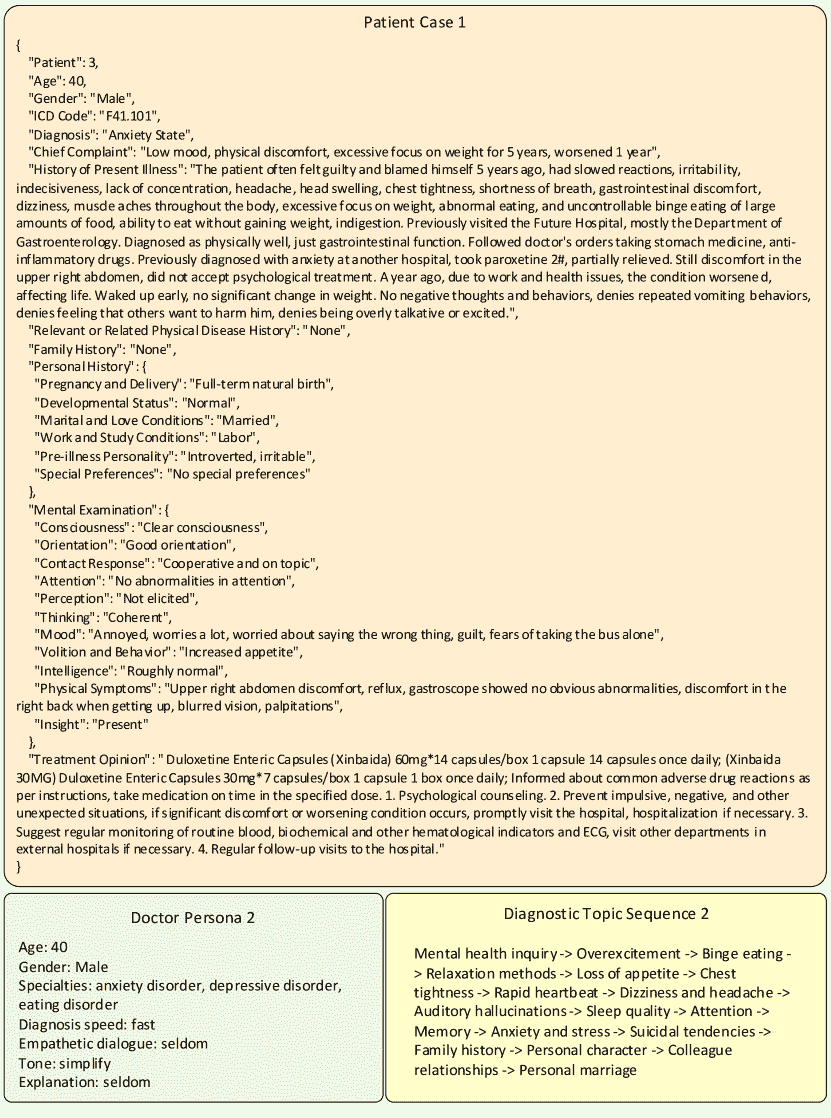 Patient Case 1
{
"Patient": 3,
"Age": 40,
"Gender": "Male",
"ICD Code": "F41.101",
"Diagnosis": "Anxiety State",
"Chief Complaint": "Low mood, physical discomfort, excessive focus on weight for 5 years, worsened 1 year",
"History of Present Illness": "The patient often felt guilty and blamed himself 5 years ago, had slowed reactions, irritability,
indecisiveness, lack of concentration, headache, head swelling, chest tightness, shortness of breath, gastrointestinal discomfort,
dizziness, muscle aches throughout the body, excessive focus on weight, abnormal eating, and uncontrollable binge eating of large
amounts of food, ability to eat without gaining weight, indigestion. Previously visited the Future Hospital, mostly the Department of
Gastroenterology. Diagnosed as physically well, just gastrointestinal function. Followed doctor's orders taking stomach medicine, anti-
inflammatory drugs. Previously diagnosed with anxiety at another hospital, took paroxetine 2#, partially relieved. Still discomfort in the
upper right abdomen, did not accept psychological treatment. A year ago, due to work and health issues, the condition worsened,
affecting life. Waked up early, no significant change in weight. No negative thoughts and behaviors, denies repeated vomiting behaviors,
denies feeling that others want to harm him, denies being overly talkative or excited.",
"Relevant or Related Physical Disease History": "None",
"Family History": "None",
"Personal History": {
"Pregnancy and Delivery": "Full-term natural birth",
"Developmental Status": "Normal",
"Marital and Love Conditions": "Married",
"Work and Study Conditions": "Labor",
"Pre-illness Personality": "Introverted, irritable",
"Special Preferences": "No special preferences"
},
"Mental Examination": {
"Consciousness": "Clear consciousness",
"Orientation": "Good orientation",
"Contact Response": "Cooperative and on topic",
"Attention": "No abnormalities in attention",
"Perception": "Not elicited",
"Thinking": "Coherent",
"Mood": "Annoyed, worries a lot, worried about saying the wrong thing, guilt, fears of taking the bus alone",
"Volition and Behavior": "Increased appetite",
"Intelligence": "Roughly normal",
"Physical Symptoms": "Upper right abdomen discomfort, reflux, gastroscope showed no obvious abnormalities, discomfort in the
right back when getting up, blurred vision, palpitations",
"Insight": "Present"
},
"Treatment Opinion": " Duloxetine Enteric Capsules (Xinbaida) 60mg*14 capsules/box 1 capsule 14 capsules once daily; (Xinbaida
30MG) Duloxetine Enteric Capsules 30mg*7 capsules/box 1 capsule 1 box once daily; Informed about common adverse drug reactions as
per instructions, take medication on time in the specified dose. 1. Psychological counseling. 2. Prevent impulsive, negative, and other
unexpected situations, if significant discomfort or worsening condition occurs, promptly visit the hospital, hospitalization if necessary. 3.
Suggest regular monitoring of routine blood, biochemical and other hematological indicators and ECG, visit other departments in
external hospitals if necessary. 4. Regular follow-up visits to the hospital."
}
Doctor Persona 2
Age: 40
Gender: Male
Specialties: anxiety disorder, depressive disorder,
eating disorder
Diagnosis speed: fast
Empathetic dialogue: seldom
Tone: simplify
Explanation: seldom
Diagnostic Topic Sequence 2
Mental health inquiry -> Overexcitement -> Binge eating -
> Relaxation methods -> Loss of appetite -> Chest
tightness -> Rapid heartbeat -> Dizziness and headache ->
Auditory hallucinations -> Sleep quality -> Attention ->
Memory -> Anxiety and stress -> Suicidal tendencies ->
Family history -> Personal character -> Colleague
relationships -> Personal marriage